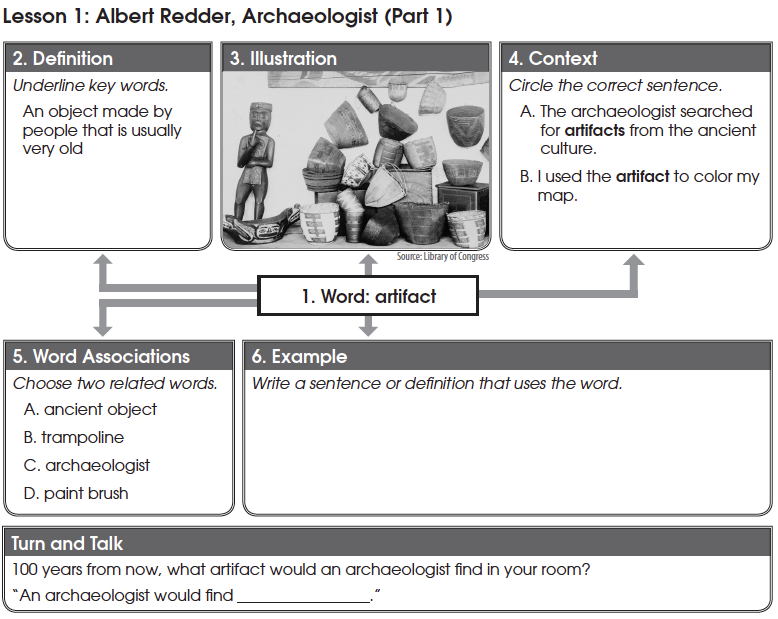 Lesson 1: Albert Redder, Archaeologist (Part 1)
2. Definition
Underline key words.
An object made by
people that is usually
very old
3. Illustration
Source: Library of Congress
4. Context
Circle the correct sentence.
A. The archaeologist searched
for artifacts from the ancient
culture.
B. I used the artifact to color my
map.
1. Word: artifact
5. Word Associations
Choose two related words.
A. ancient object
B. trampoline
C. archaeologist
D. paint brush
6. Example
Write a sentence or definition that uses the word.
Turn and Talk
100 years from now, what artifact would an archaeologist find in your room?
“An archaeologist would find ________________.”